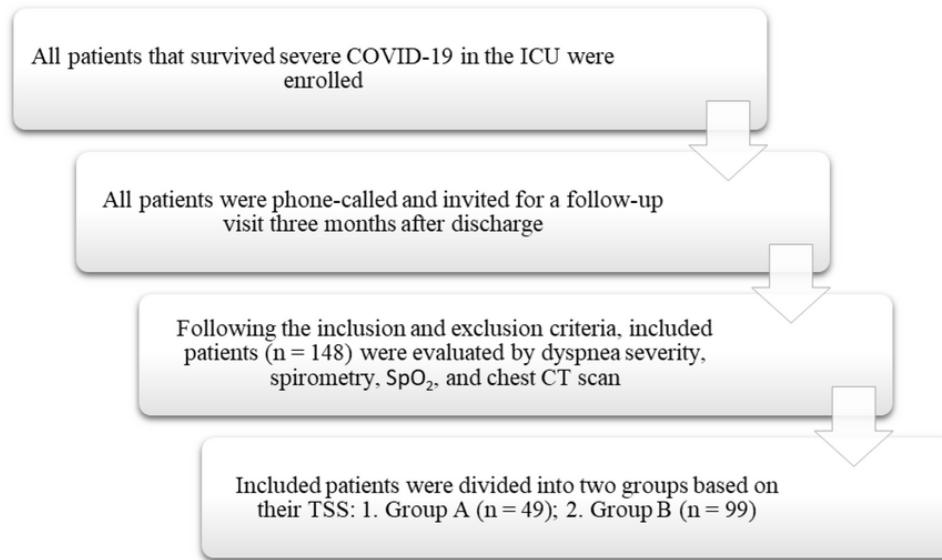 All patients that survived severe COVID-19 in the ICU were
enrolled
All patients were phone-called and invited for a follow-up
visit three months after discharge
Following the inclusion and exclusion criteria, included
patients (n = 148) were evaluated by dyspnea severity,
spirometry, SpO₂, and chest CT scan
Included patients were divided into two groups based on
their TSS: 1. Group A (n = 49); 2. Group B (n = 99)